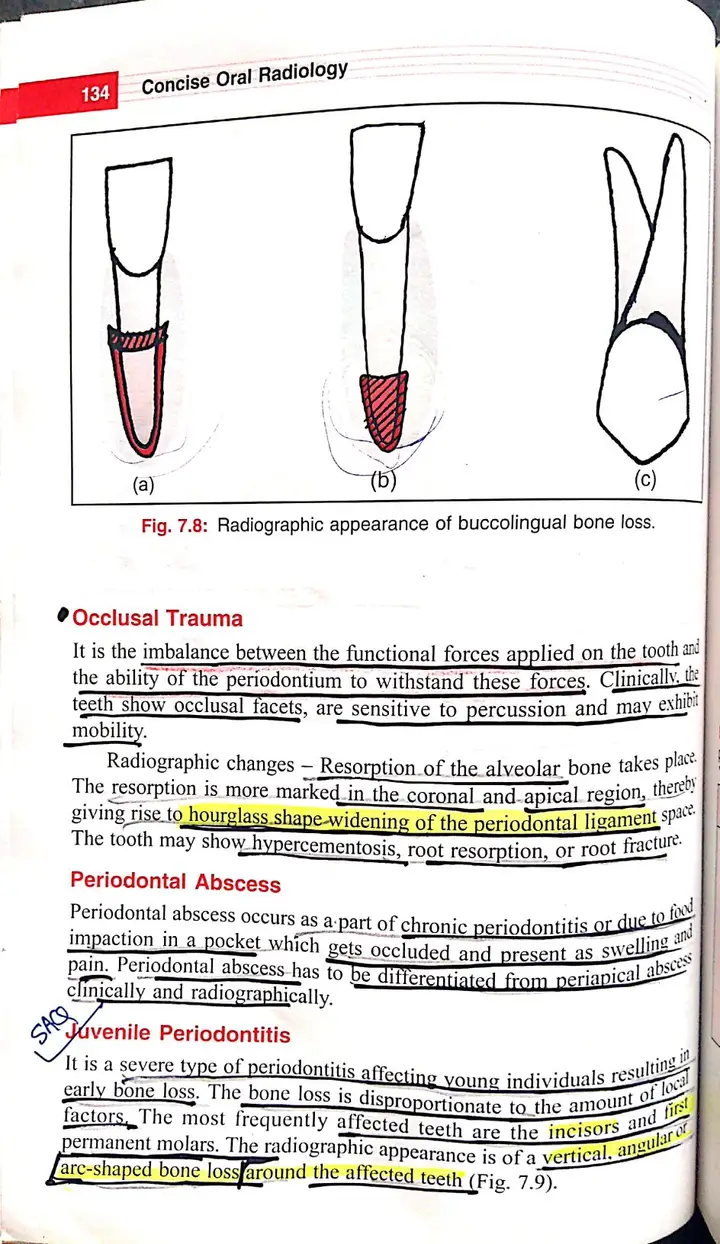 134
Concise Oral Radiology
(a)
(b)
(c)
Fig. 7.8: Radiographic appearance of buccolingual bone loss.
Occlusal Trauma
It is the imbalance between the functional forces applied on the tooth and
the ability of the periodontium to withstand these forces. Clinically, the
teeth show occlusal facets, are sensitive to percussion and may exhibit
mobility.
Radiographic changes – Resorption of the alveolar bone takes place.
The resorption is more marked in the coronal and apical region, thereby
giving rise to hourglass shape widening of the periodontal ligament space.
The tooth may show hypercementosis, root resorption, or root fracture.
Periodontal Abscess
Periodontal abscess occurs as a part of chronic periodontitis or due to food
impaction in a pocket which gets occluded and present as swelling and
pain. Periodontal abscess has to be differentiated from periapical abscess
clinically and radiographically.
SAQ
Juvenile Periodontitis
It is a severe type of periodontitis affecting young individuals resulting in
early bone loss. The bone loss is disproportionate to the amount of local
factors. The most frequently affected teeth are the incisors and first
permanent molars. The radiographic appearance is of a vertical, angular or
arc-shaped bone loss around the affected teeth (Fig. 7.9).